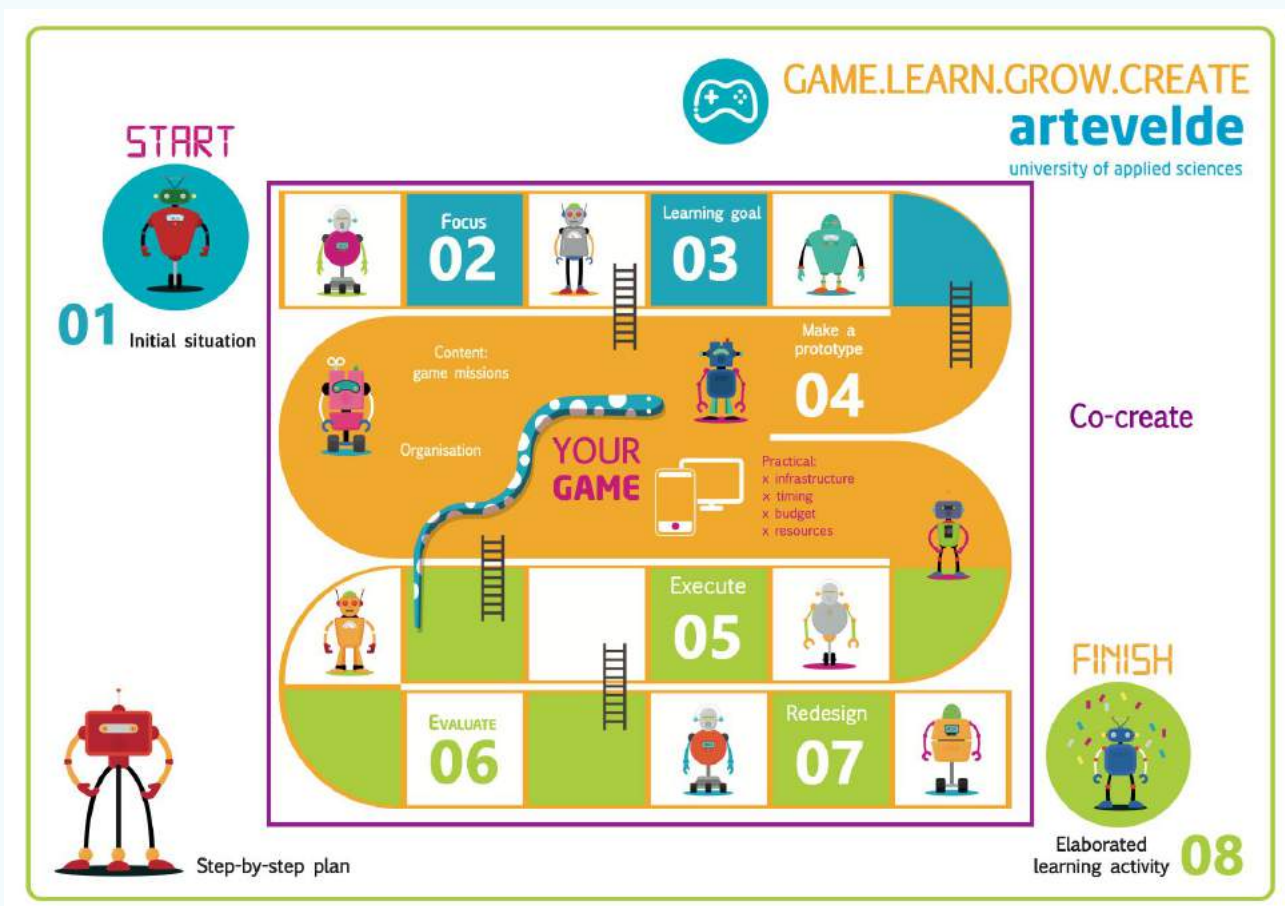 GAME.LEARN.GROW.CREATE
artevelde
university of applied sciences
START
01 Initial situation
Focus
02
Learning goal
03
Make a
prototype
04
Content:
game missions
Organisation
YOUR
GAME
Practical:
x infrastructure
x timing
x budget
x resources
Co-create
Execute
05
EVALUATE
06
Redesign
07
FINISH
Elaborated
learning activity 08
Step-by-step plan